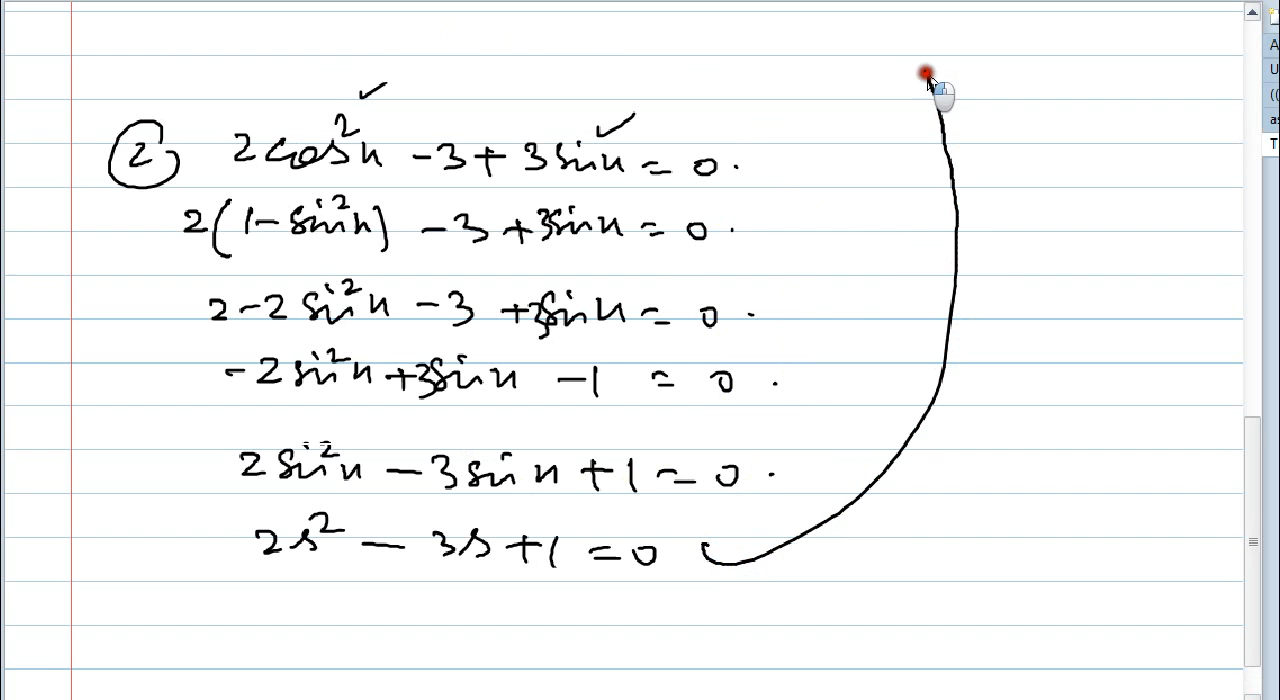 ② 2cos²x - 3 + 3sinx = 0.
2(1 - sin²x) - 3 + 3sinx = 0.
2 - 2sin²x - 3 + 3sinx = 0.
-2sin²x + 3sinx - 1 = 0.
2sin²x - 3sinx + 1 = 0.
2s² - 3s + 1 = 0
A
U
((
as
T